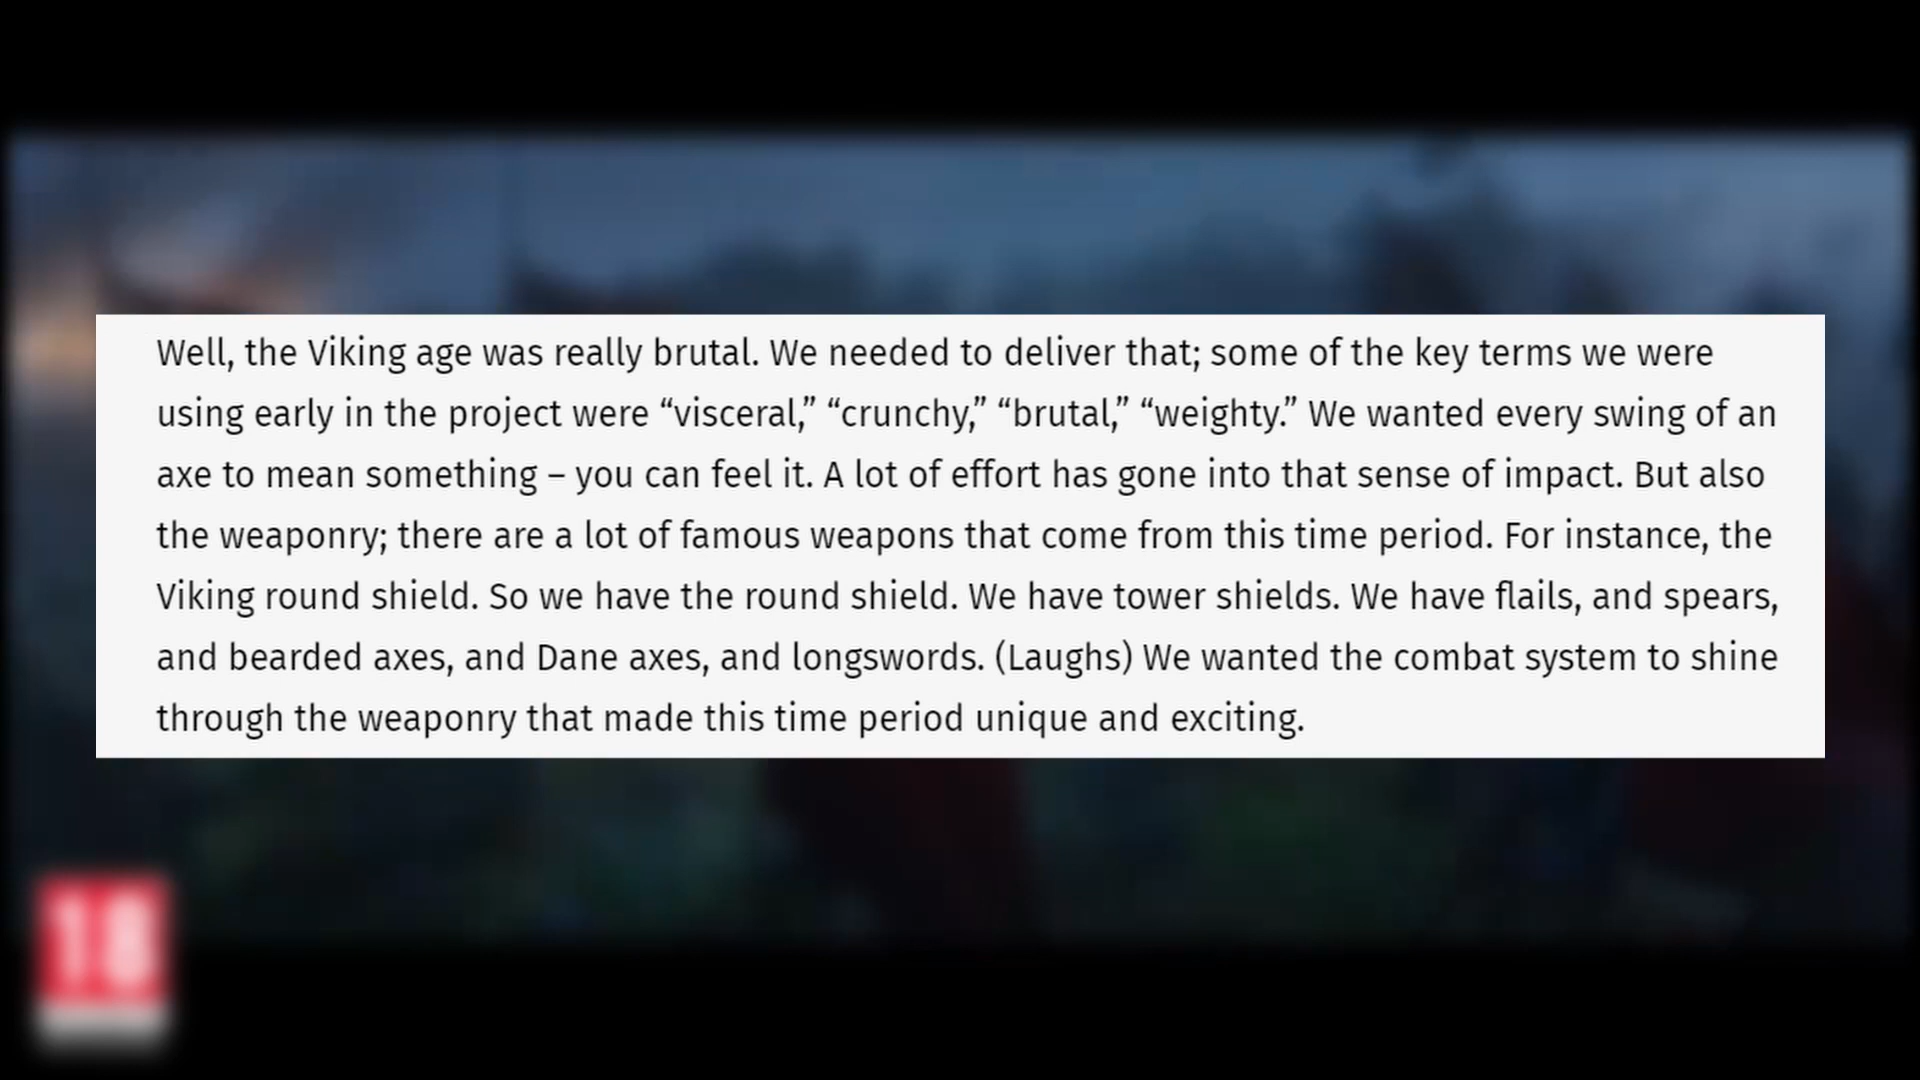 Well, the Viking age was really brutal. We needed to deliver that; some of the key terms we were
using early in the project were “visceral,” “crunchy,” “brutal,” “weighty.” We wanted every swing of an
axe to mean something – you can feel it. A lot of effort has gone into that sense of impact. But also
the weaponry; there are a lot of famous weapons that come from this time period. For instance, the
Viking round shield. So we have the round shield. We have tower shields. We have flails, and spears,
and bearded axes, and Dane axes, and longswords. (Laughs) We wanted the combat system to shine
through the weaponry that made this time period unique and exciting.
18